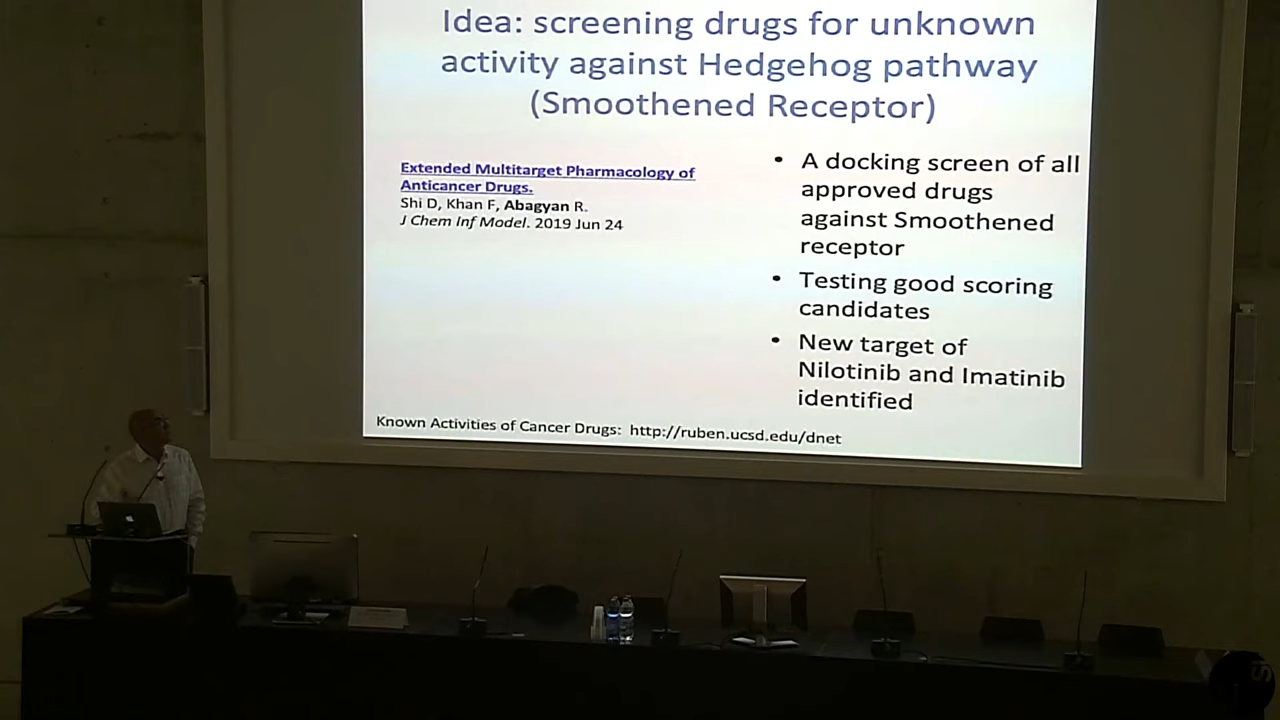 Idea: screening drugs for unknown
activity against Hedgehog pathway
(Smoothened Receptor)
Extended Multitarget Pharmacology of
Anticancer Drugs.
Shi D, Khan F, Abagyan R.
J Chem Inf Model. 2019 Jun 24
• A docking screen of all
approved drugs
against Smoothened
receptor
• Testing good scoring
candidates
• New target of
Nilotinib and Imatinib
identified
Known Activities of Cancer Drugs: http://ruben.ucsd.edu/dnet